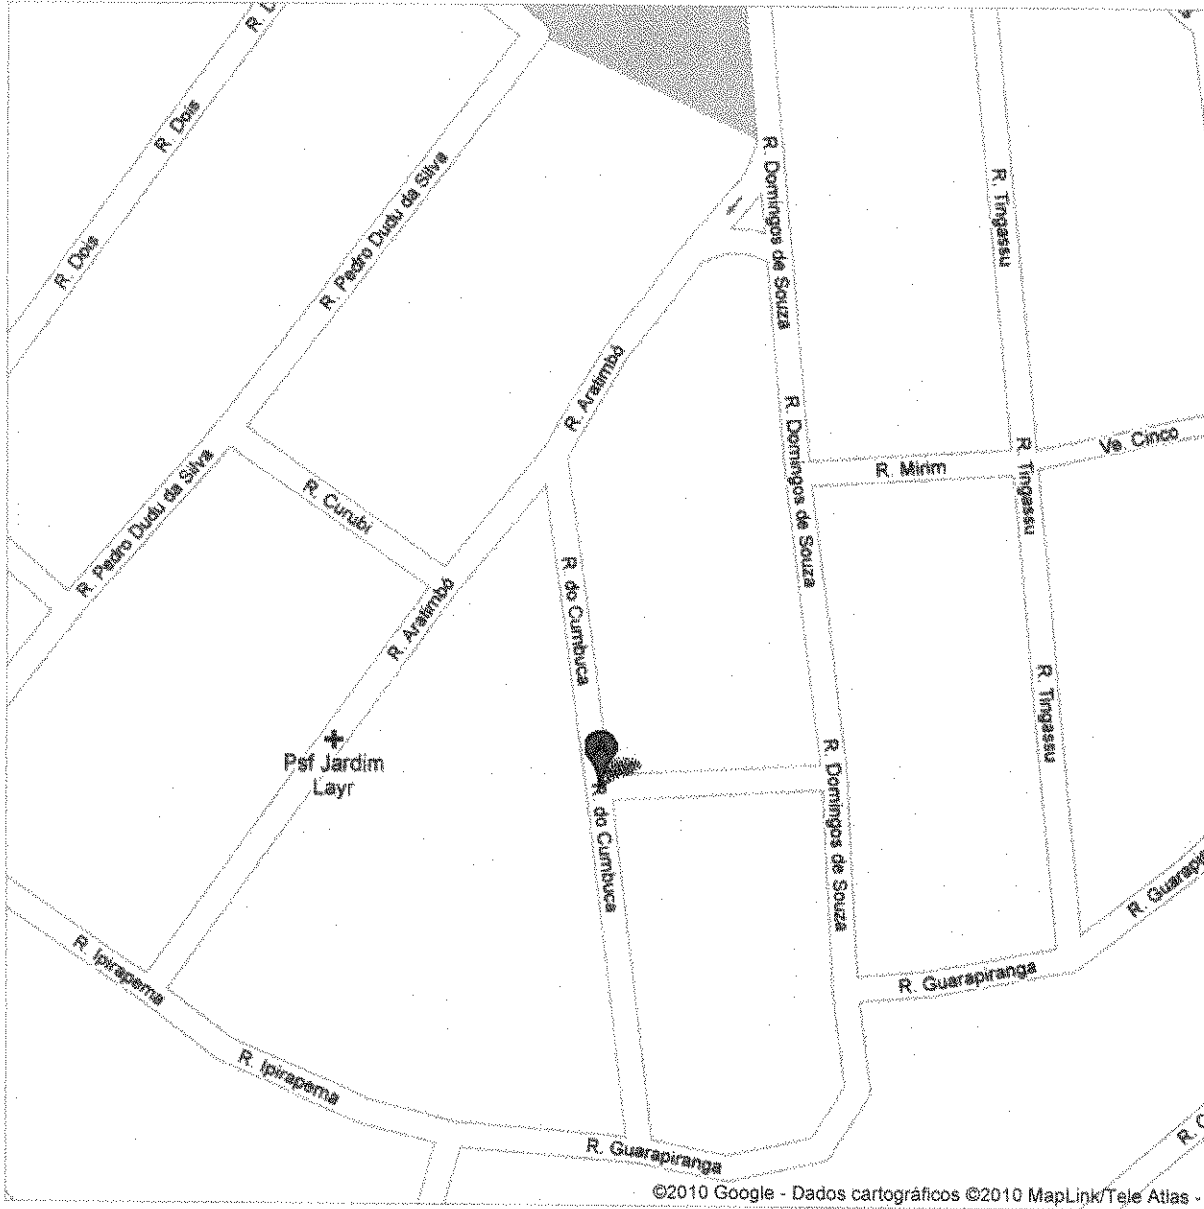 R. Dois
R. Dois
R. Pedro Dudu da Silva
R. Pedro Dudu da Silva
R. Curubi
R. Aratimbó
R. Aratimbó
R. Domingos de Souza
R. Domingos de Souza
R. Domingos de Souza
R. Tingassu
R. Tingassu
R. Tingassu
R. Mirim
Ve. Cinco
R. do Cumbuca
R. do Cumbuca
Psf Jardim
Layr
R. Ipirapema
R. Ipirapema
R. Guarapiranga
R. Guarapiranga
R. Guarapi
©2010 Google - Dados cartográficos ©2010 MapLink/Tele Atlas -